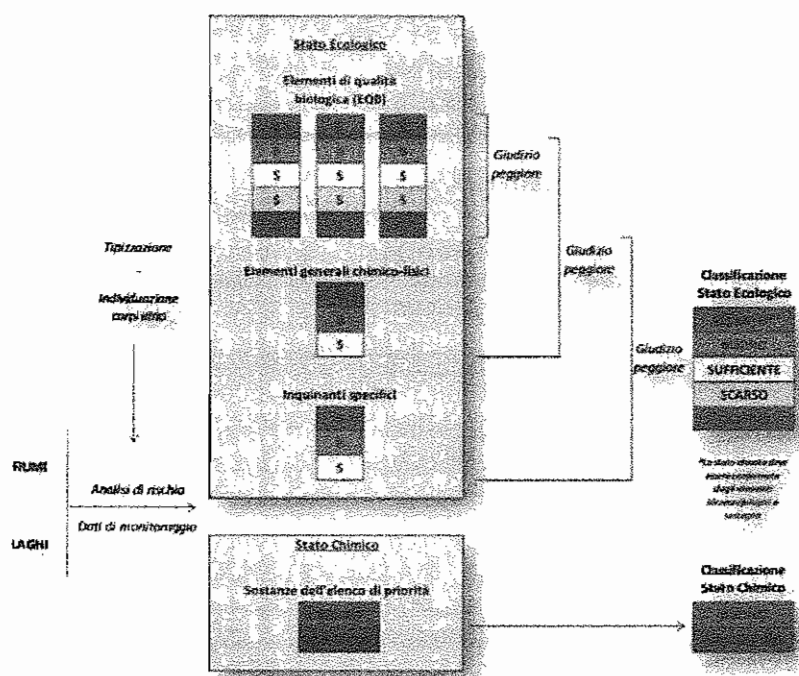 Stato Ecologico
Elementi di qualità
biologica (EQB)
S S S
S S S
Giudizio
peggiore
Giudizio
peggiore
Giudizio
peggiore
Tipizzazione
-
Individuazione
corpi idrici
Elementi generali chimico-fisici
S
Inquinanti specifici
S
Classificazione
Stato Ecologico
SUFFICIENTE
SCARSO
FIUMI
LAGHI
Analisi di rischio
Dati di monitoraggio
Stato Chimico
Sostanze dell'elenco di priorità
Classificazione
Stato Chimico